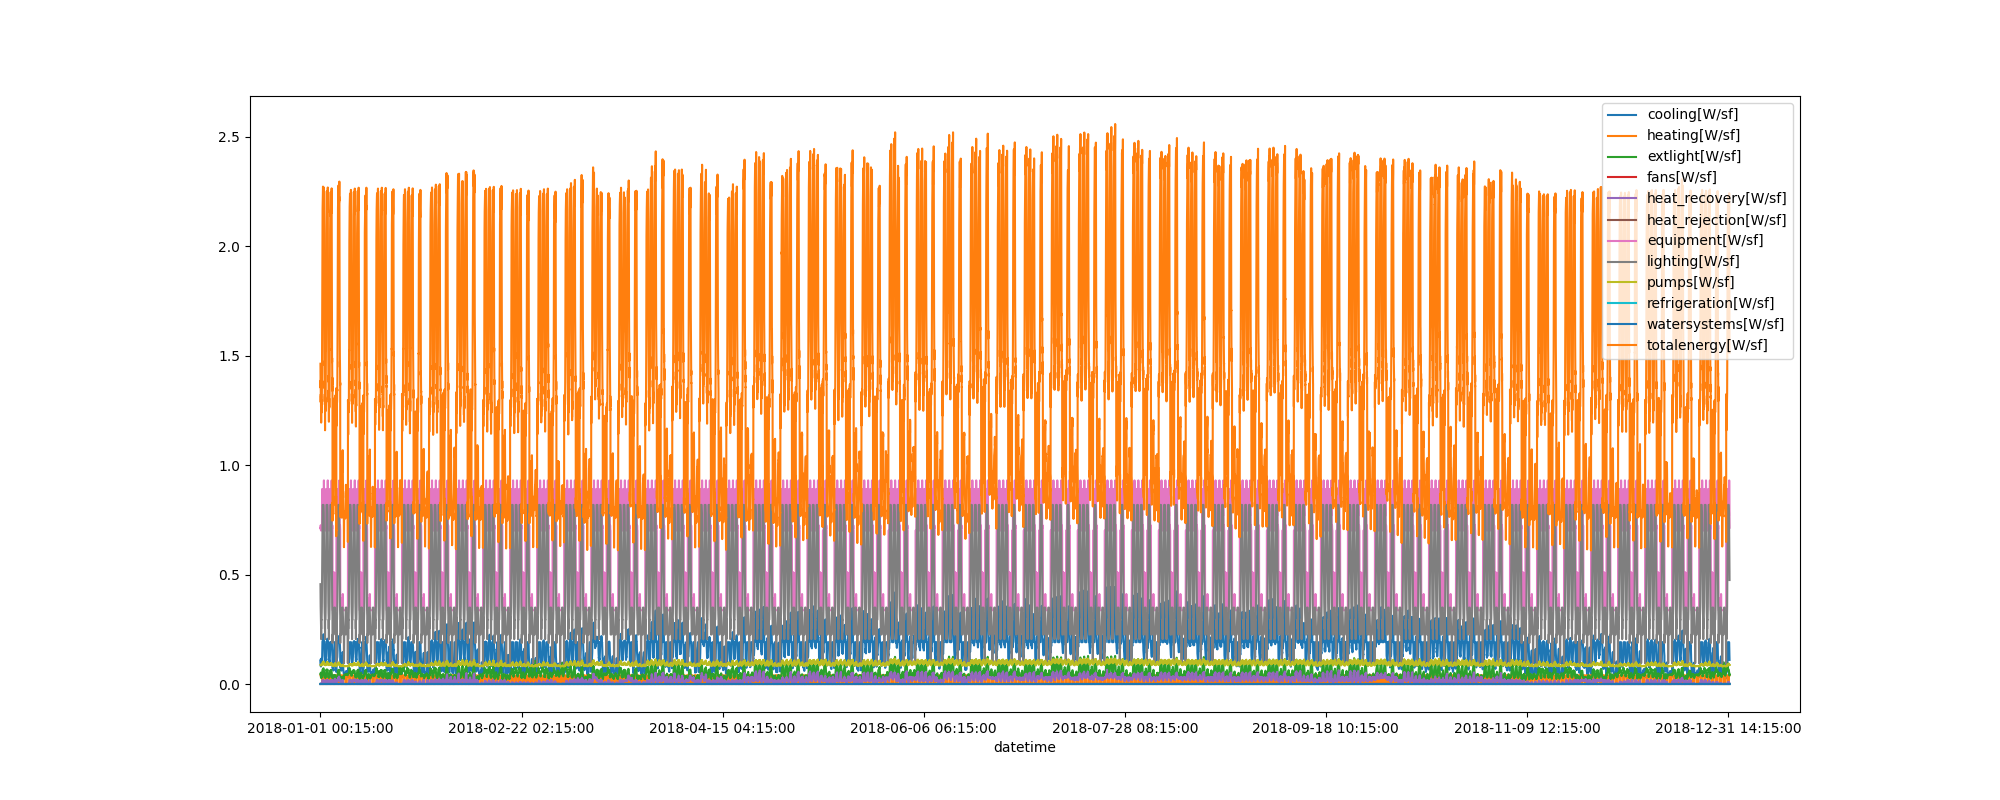 2.5
2.0
1.5
1.0
0.5
0.0
cooling[W/sf]
heating[W/sf]
extlight[W/sf]
fans[W/sf]
heat_recovery[W/sf]
heat_rejection[W/sf]
equipment[W/sf]
lighting[W/sf]
pumps[W/sf]
refrigeration[W/sf]
watersystems[W/sf]
totalenergy[W/sf]
2018-01-01 00:15:00 2018-02-22 02:15:00 2018-04-15 04:15:00 2018-06-06 06:15:00 2018-07-28 08:15:00 2018-09-18 10:15:00 2018-11-09 12:15:00 2018-12-31 14:15:00
datetime